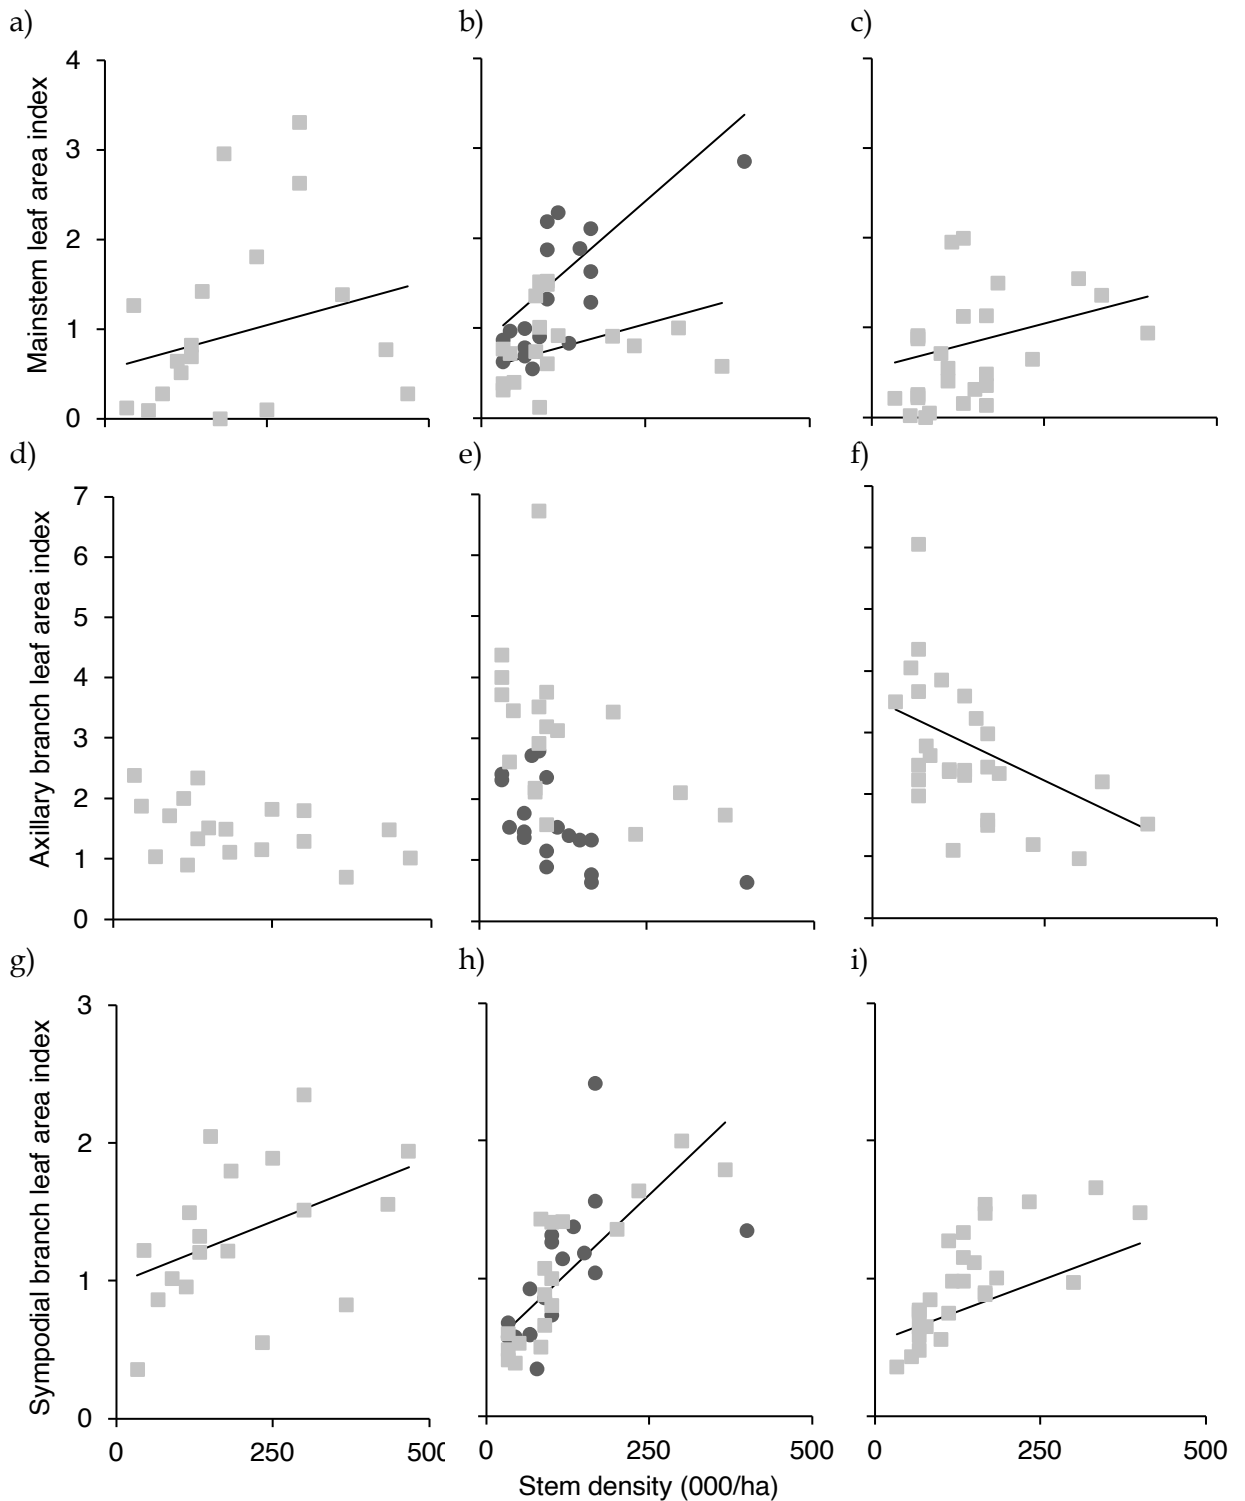 a)
b)
c)
Mainstem leaf area index
4
3
2
1
0
d)
e)
f)
Axillary branch leaf area index
7
6
5
4
3
2
1
0
g)
h)
i)
Sympodial branch leaf area index
3
2
1
0
0 250 500
0 250 500
0 250 500
Stem density (000/ha)